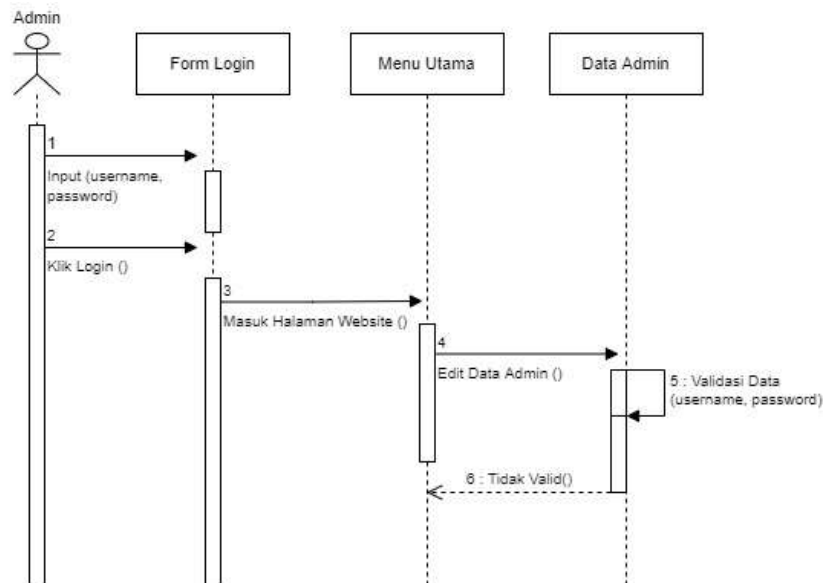 Admin
Form Login
Menu Utama
Data Admin
1
Input (username,
password)
2
Klik Login ()
3
Masuk Halaman Website ()
4
Edit Data Admin ()
5 : Validasi Data
(username, password)
6 : Tidak Valid()